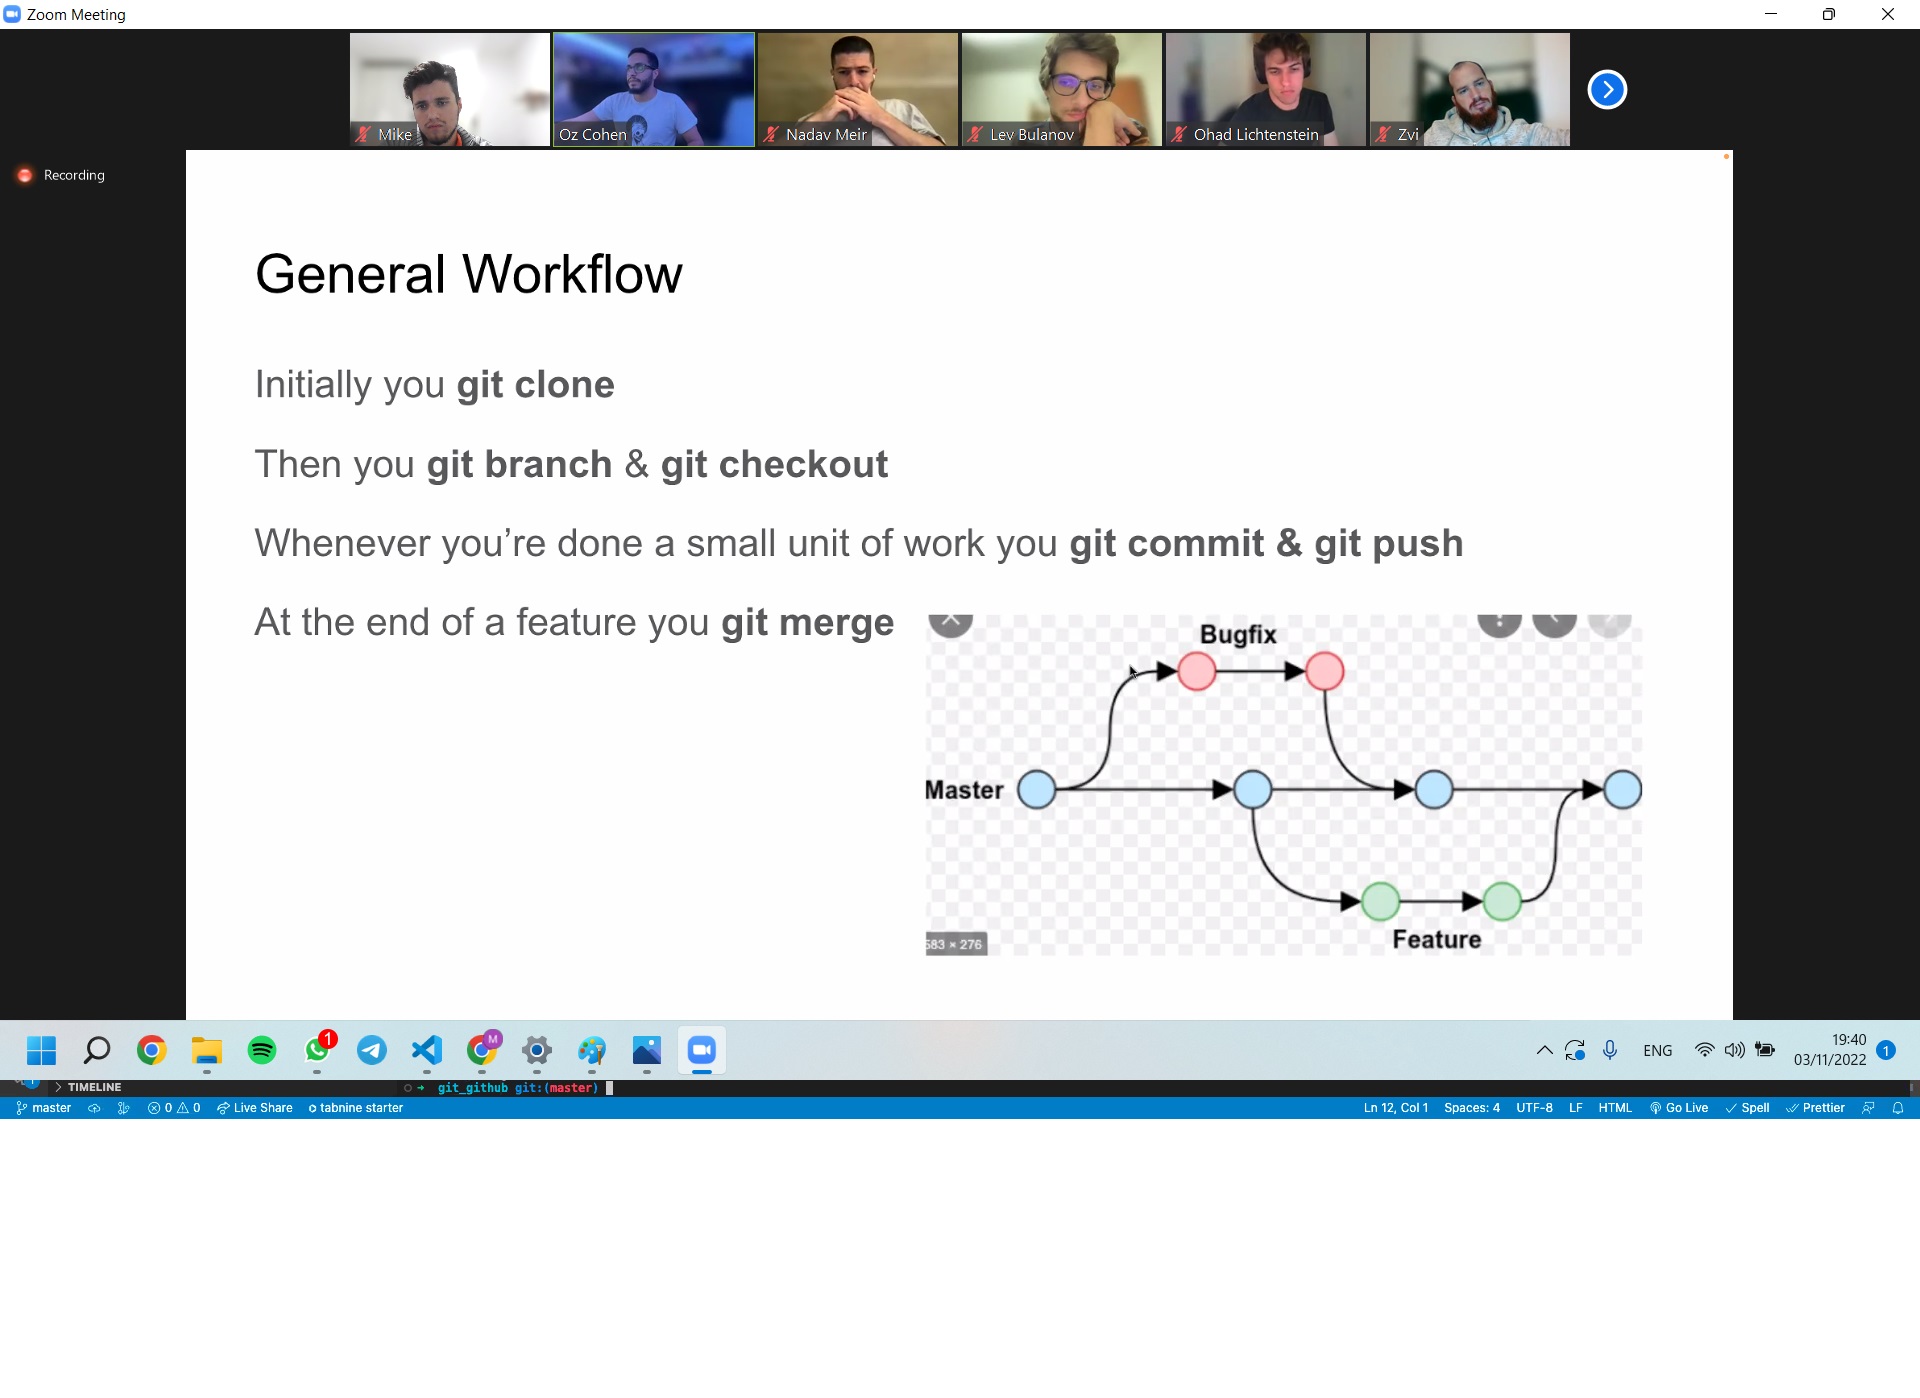 Zoom Meeting
Mike
Oz Cohen
Nadav Meir
Lev Bulanov
Ohad Lichtenstein
Zvi
Recording
General Workflow
Initially you git clone
Then you git branch & git checkout
Whenever you’re done a small unit of work you git commit & git push
At the end of a feature you git merge
Bugfix
Master
Feature
583 × 276
1
M
ENG
19:40
03/11/2022
1
TIMELINE
git_github git:(master)
master
0 0
Live Share
tabnine starter
Ln 12, Col 1
Spaces: 4
UTF-8
LF
HTML
Go Live
Spell
Prettier